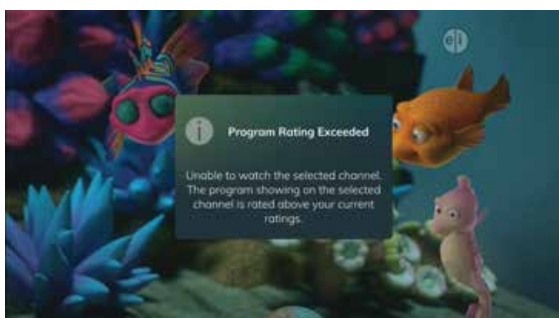 e/i
i
Program Rating Exceeded
Unable to watch the selected channel.
The program showing on the selected
channel is rated above your current
ratings.